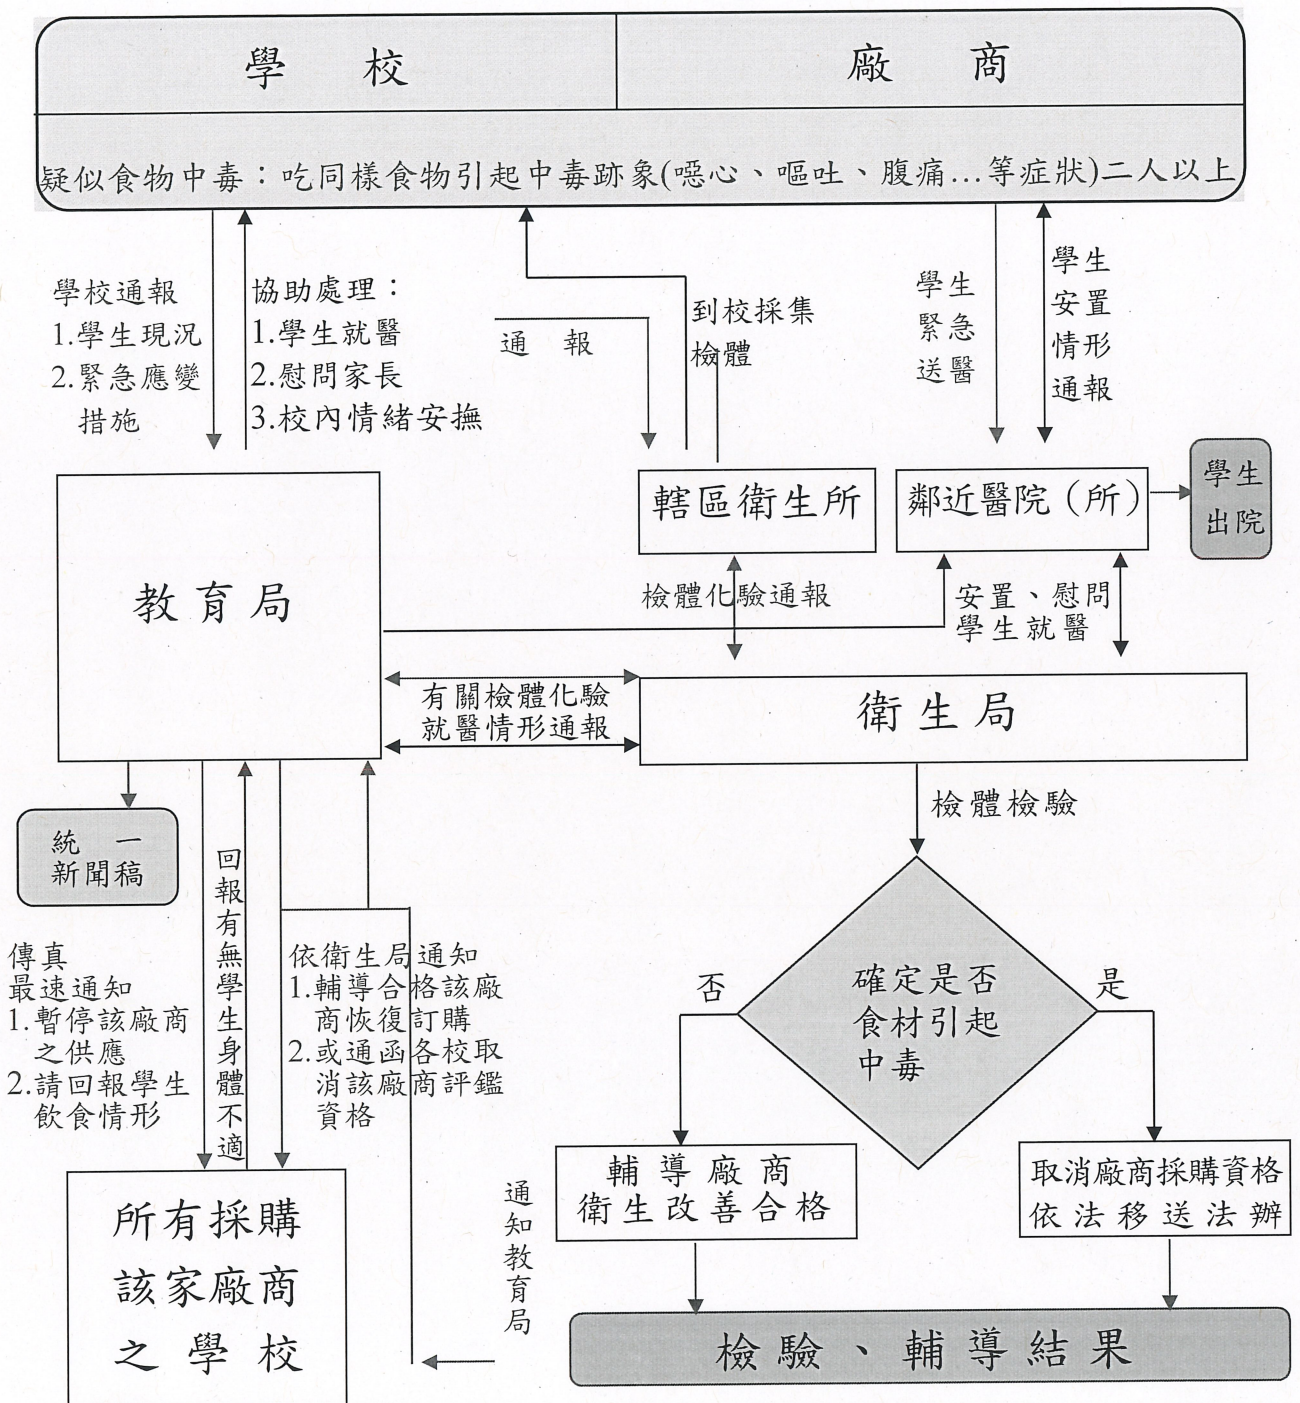 學校
廠商
疑似食物中毒：吃同樣食物引起中毒跡象(噁心、嘔吐、腹痛…等症狀)二人以上
學校通報
1.學生現況
2.緊急應變
措施
協助處理：
1.學生就醫
2.慰問家長
3.校內情緒安撫
通報
到校採集
檢體
學生
緊急
送醫
學生
安置
情形
通報
教育局
轄區衛生所
鄰近醫院（所）
學生
出院
檢體化驗通報
安置、慰問
學生就醫
有關檢體化驗
就醫情形通報
衛生局
統一
新聞稿
檢體檢驗
傳真
最速通知
1.暫停該廠商
之供應
2.請回報學生
飲食情形
回報有無學生身體不適
依衛生局通知
1.輔導合格該廠
商恢復訂購
2.或通函各校取
消該廠商評鑑
資格
否
確定是否
食材引起
中毒
是
輔導廠商
衛生改善合格
取消廠商採購資格
依法移送法辦
所有採購
該家廠商
之學校
通知教育局
檢驗、輔導結果